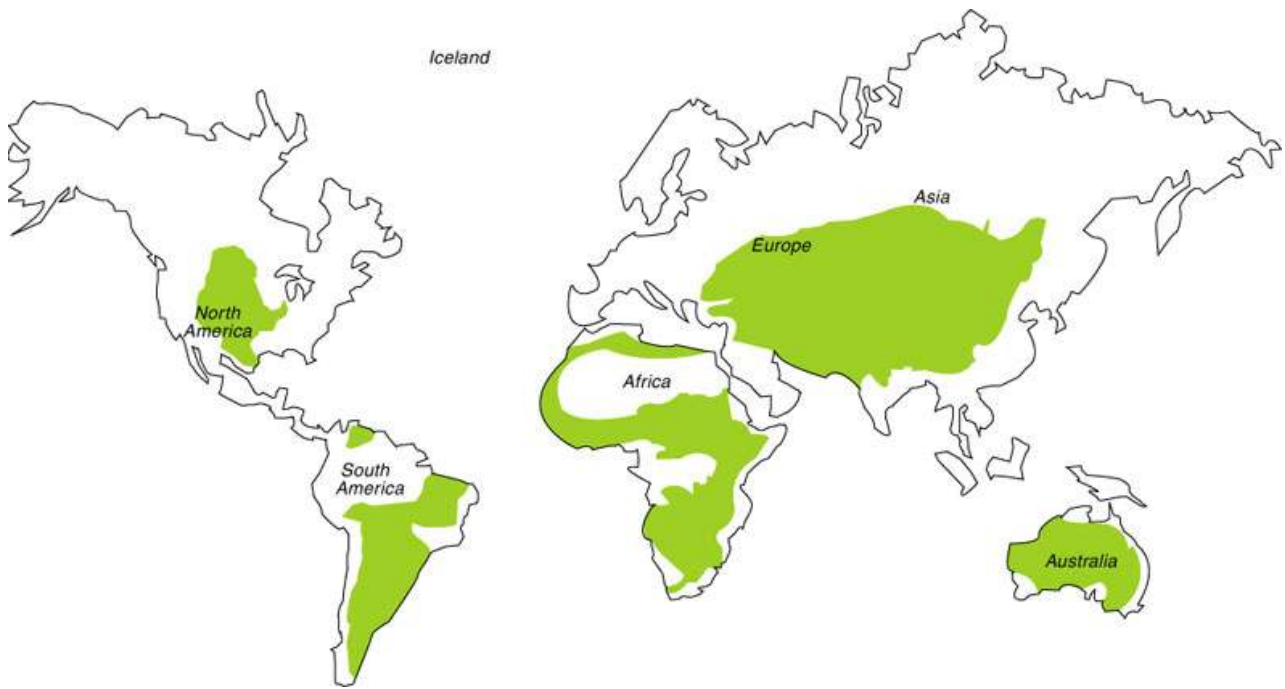 Iceland
Asia
Europe
North
America
Africa
South
America
Australia